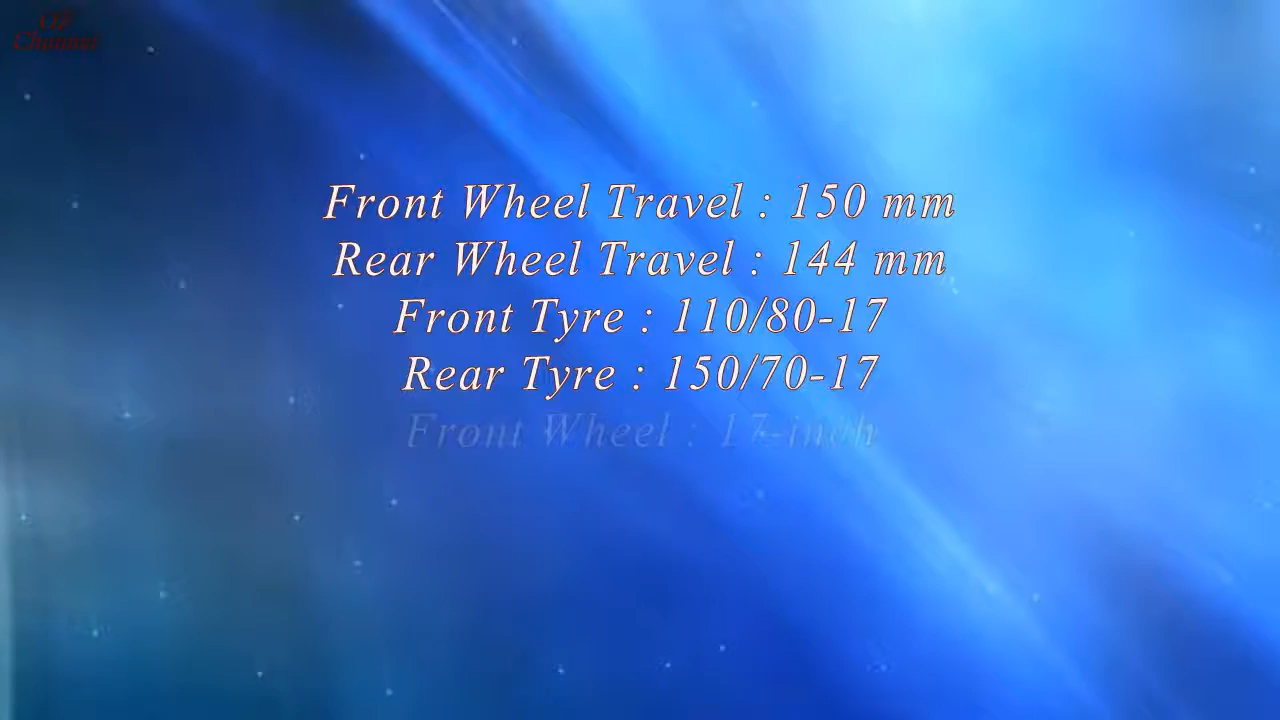 Front Wheel Travel : 150 mm
Rear Wheel Travel : 144 mm
Front Tyre : 110/80-17
Rear Tyre : 150/70-17
Front Wheel : 17-inch
Channel